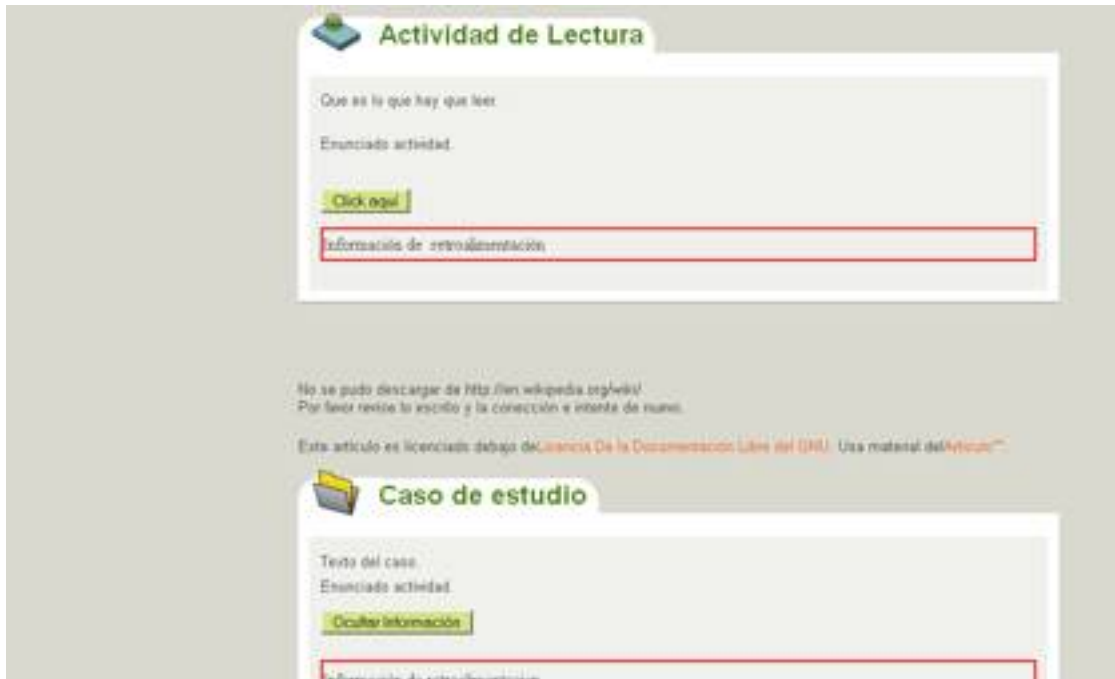 Actividad de Lectura
Que es lo que hay que leer.
Enunciado actividad.
Click aquí
Información de retroalimentación
No se pudo descargar de http://en.wikipedia.org/wiki/
Por favor revise lo escrito y la conección e intente de nuevo.
Este artículo es licenciado debajo deLicencia De la Documentación Libre del GNU. Usa material del
Caso de estudio
Texto del caso.
Enunciado actividad.
Ocultar Información
Información de retroalimentacion